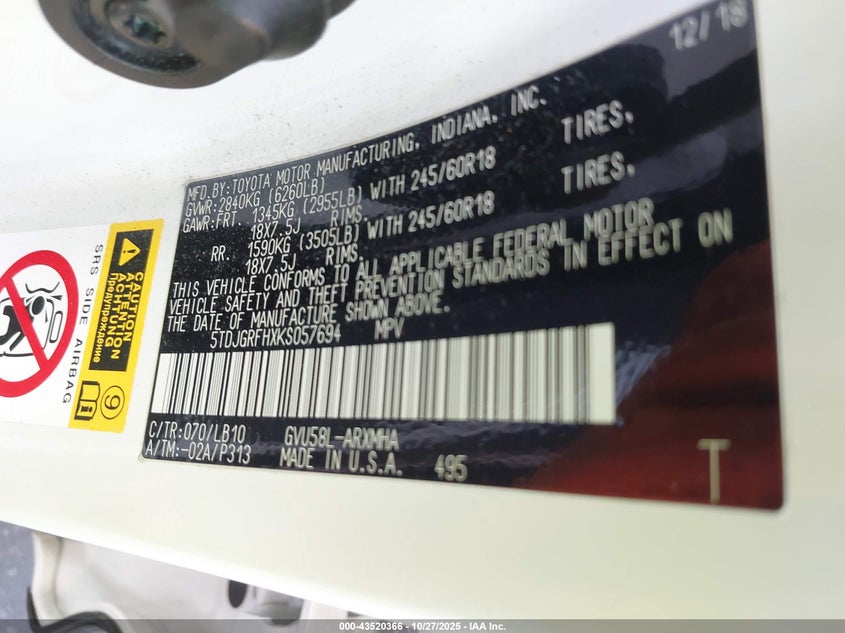 12/18
MFD. BY: TOYOTA MOTOR MANUFACTURING, INDIANA, INC.
GVWR: 2840KG (6260LB)
GAWR: FRT. 1345KG (2955LB) WITH 245/60R18 TIRES,
18X7.5J RIMS.
RR. 1590KG (3505LB) WITH 245/60R18 TIRES,
18X7.5J RIMS.
THIS VEHICLE CONFORMS TO ALL APPLICABLE FEDERAL MOTOR
VEHICLE SAFETY AND THEFT PREVENTION STANDARDS IN EFFECT ON
THE DATE OF MANUFACTURE SHOWN ABOVE.
5TDJGRFHXKS057694 MPV
C/TR: 070/LB10 GVU58L-ARXMHA
A/TM: -02A/P313 MADE IN U.S.A. 495
T
SRS SIDE AIRBAG
CAUTION
ATTENTION
ACHTUNG
Предупреждение
9
000-43520366 - 10/27/2025 - IAA Inc.